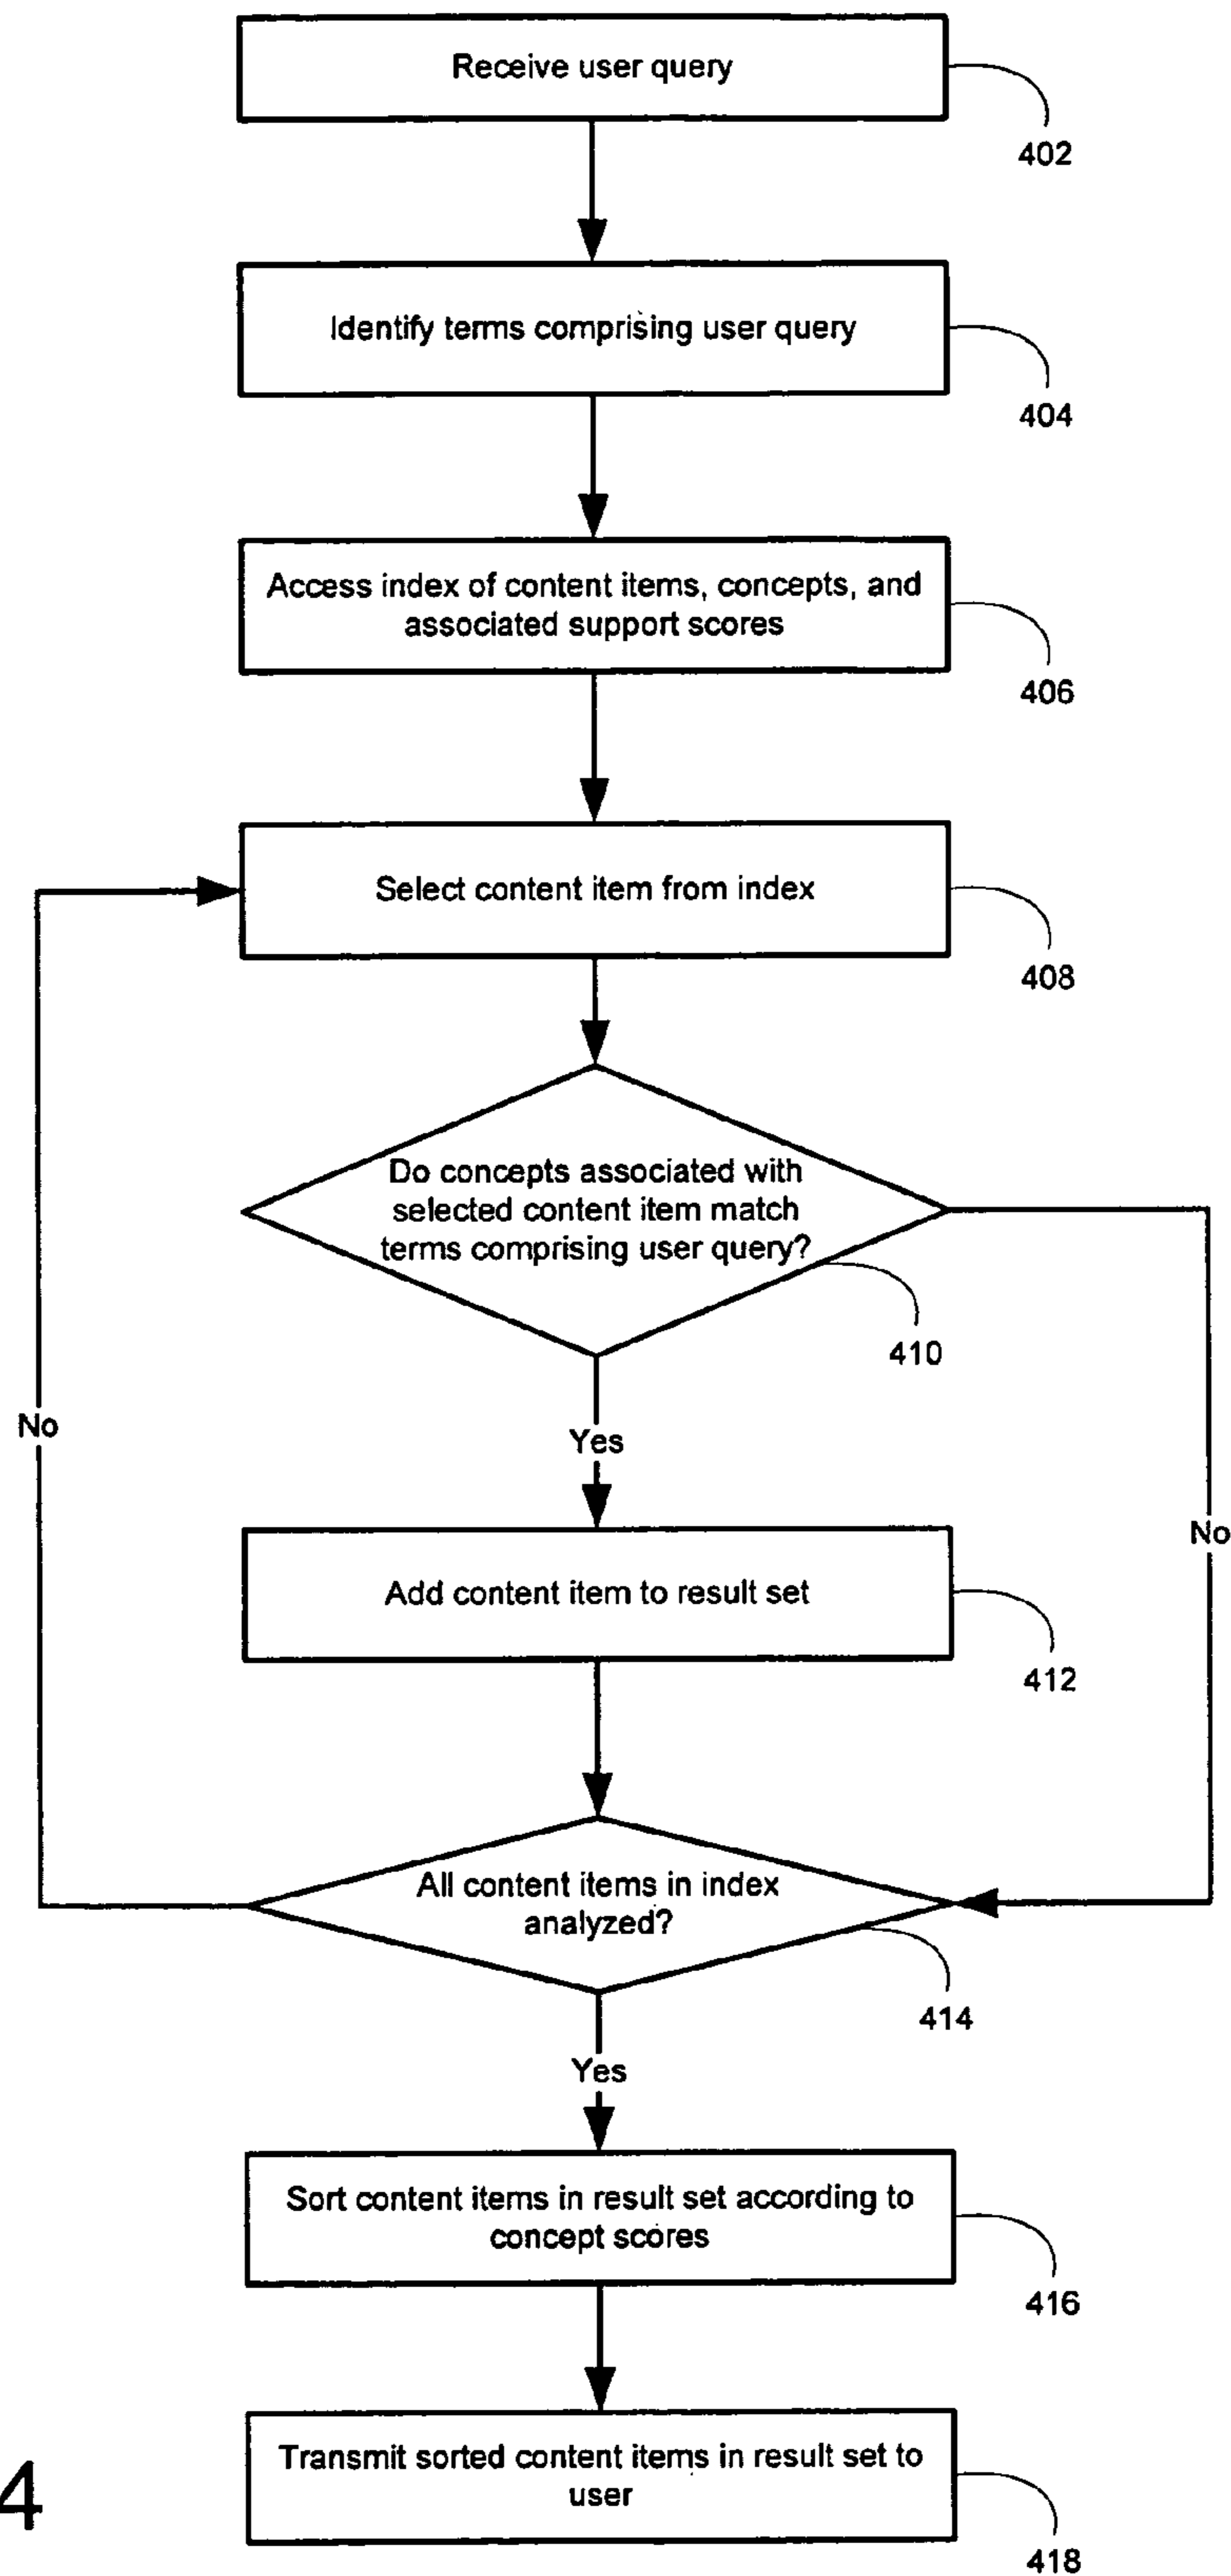 Receive user query
402
Identify terms comprising user query
404
Access index of content items, concepts, and
associated support scores
406
Select content item from index
408
Do concepts associated with
selected content item match
terms comprising user query?
410
No
Yes
No
Add content item to result set
412
All content items in index
analyzed?
414
Yes
Sort content items in result set according to
concept scores
416
Transmit sorted content items in result set to
user
4
418